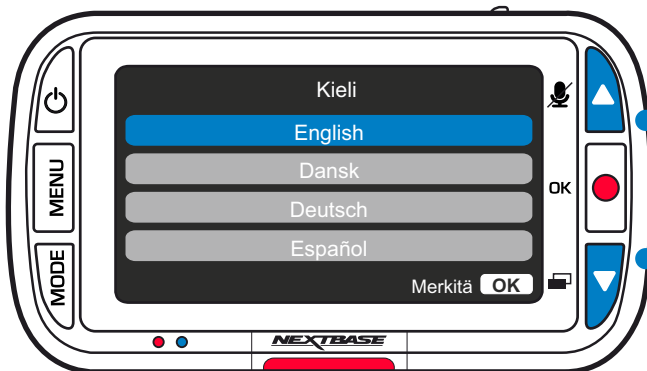 Kieli
English
Dansk
Deutsch
Español
Merkitä OK
MENU
MODE
OK
NEXTBASE